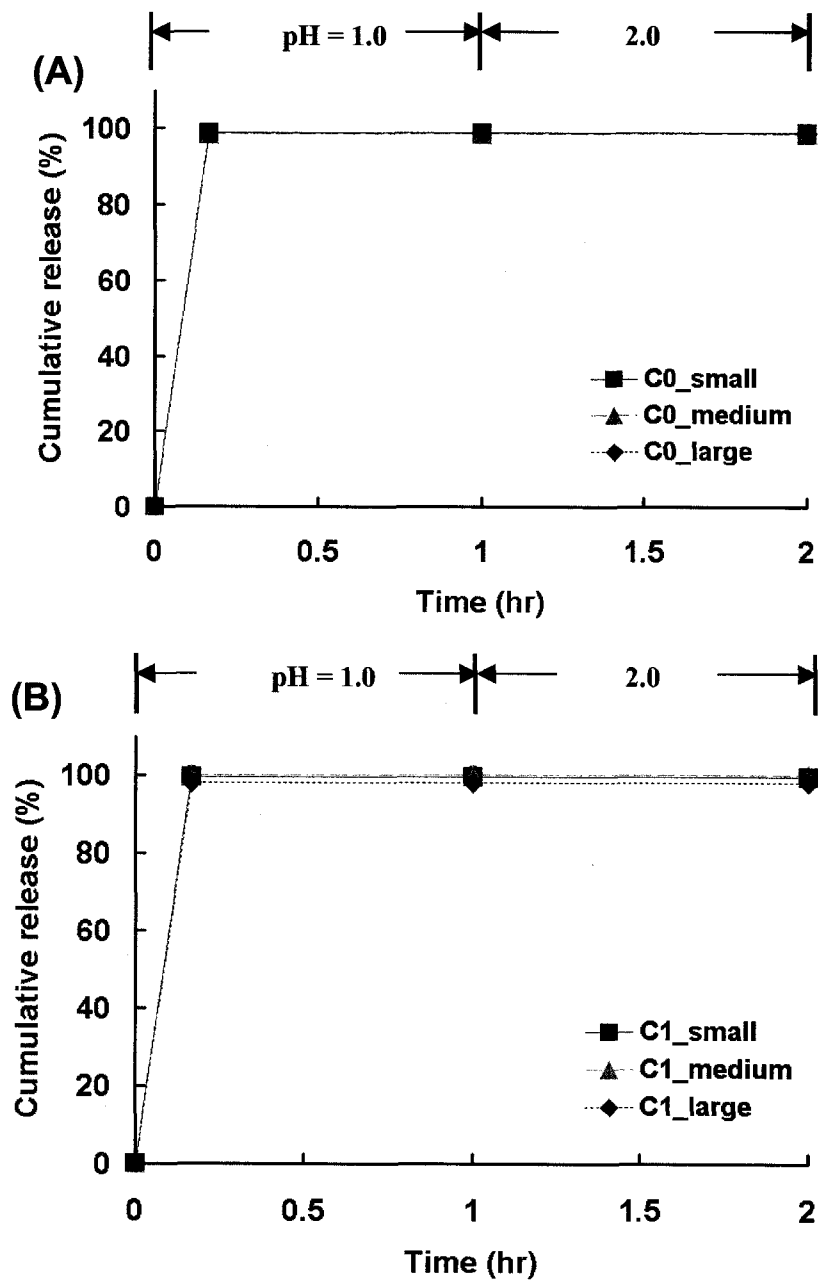 pH = 1.0 2.0
(A)
Cumulative release (%)
100
80
60
40
20
0
C0_small
C0_medium
C0_large
0 0.5 1 1.5 2
Time (hr)
pH = 1.0 2.0
(B)
Cumulative release (%)
100
80
60
40
20
0
C1_small
C1_medium
C1_large
0 0.5 1 1.5 2
Time (hr)